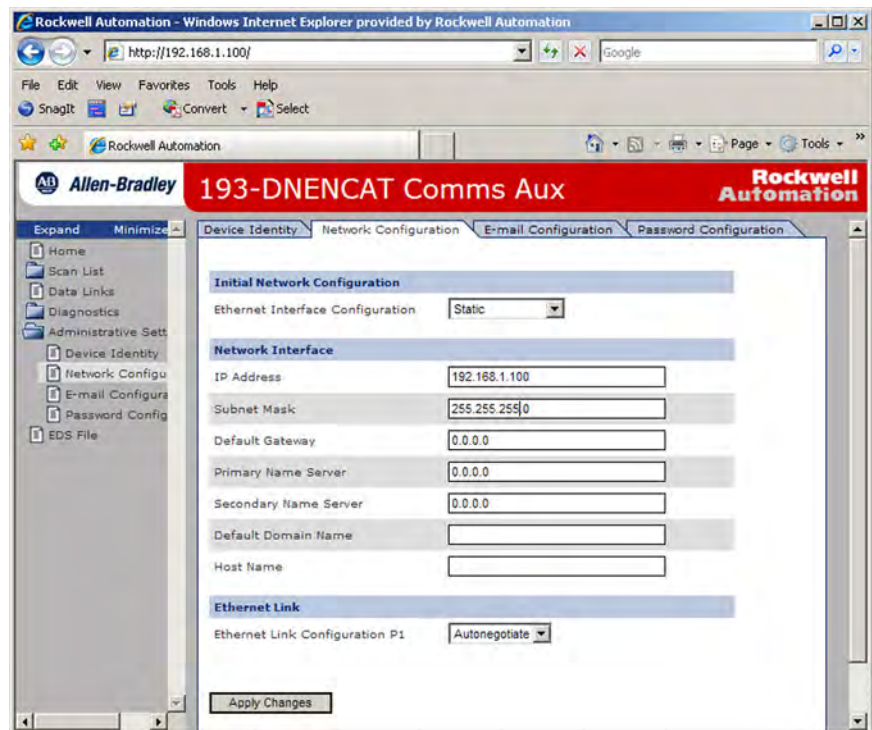 Rockwell Automation - Windows Internet Explorer provided by Rockwell Automation
http://192.168.1.100/
Google
File Edit View Favorites Tools Help
SnagIt Convert Select
Rockwell Automation
Page Tools »
AB Allen-Bradley
193-DNENCAT Comms Aux
Rockwell
Automation
Expand Minimize
Home
Scan List
Data Links
Diagnostics
Administrative Sett
Device Identity
Network Configu
E-mail Configura
Password Config
EDS File
Device Identity Network Configuration E-mail Configuration Password Configuration
Initial Network Configuration
Ethernet Interface Configuration Static
Network Interface
IP Address 192.168.1.100
Subnet Mask 255.255.255.0
Default Gateway 0.0.0.0
Primary Name Server 0.0.0.0
Secondary Name Server 0.0.0.0
Default Domain Name
Host Name
Ethernet Link
Ethernet Link Configuration P1 Autonegotiate
Apply Changes